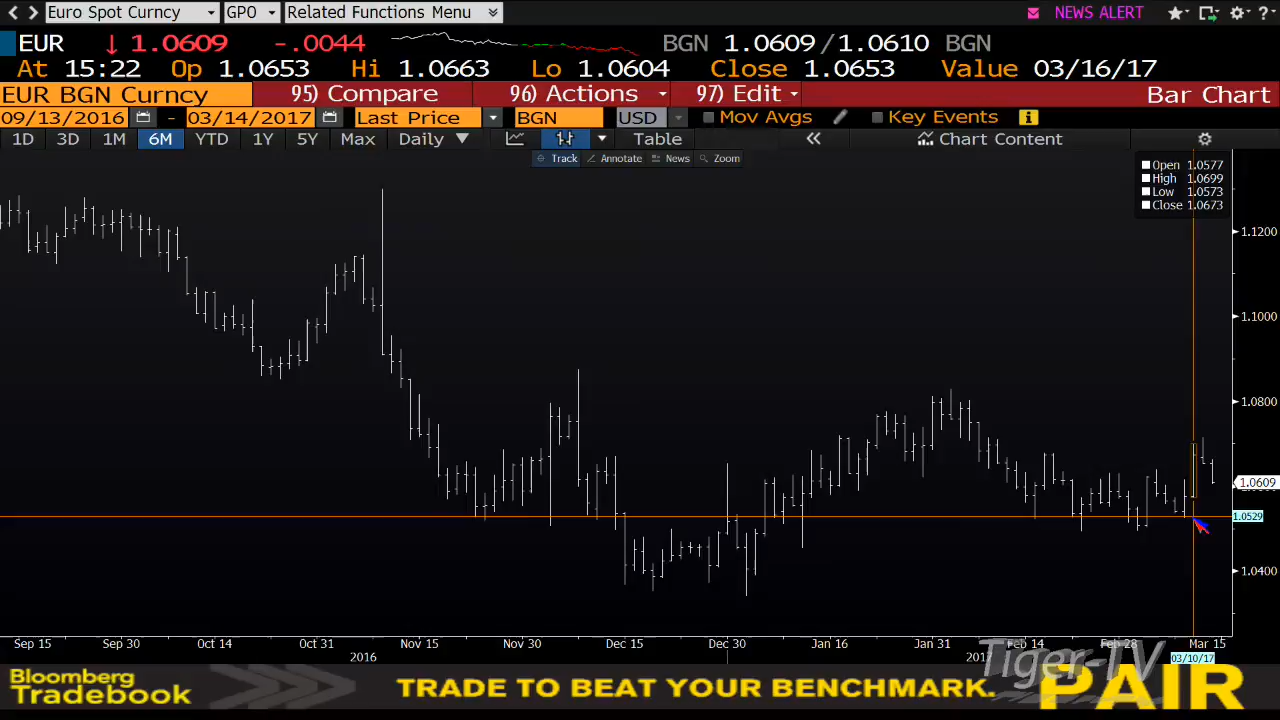 Euro Spot Curncy GPO Related Functions Menu NEWS ALERT ?
EUR ↓ 1.0609 -.0044 BGN 1.0609/1.0610 BGN
At 15:22 Op 1.0653 Hi 1.0663 Lo 1.0604 Close 1.0653 Value 03/16/17
EUR BGN Curncy 95) Compare 96) Actions 97) Edit Bar Chart
09/13/2016 - 03/14/2017 Last Price BGN USD Mov Avgs Key Events i
1D 3D 1M 6M YTD 1Y 5Y Max Daily ▼ Table « Chart Content
Track Annotate News Zoom
Open 1.0577
High 1.0699
Low 1.0573
Close 1.0673
1.1200
1.1000
1.0800
1.0609
1.0529
1.0400
Sep 15 Sep 30 Oct 14 Oct 31 Nov 15 Nov 30 Dec 15 Dec 30 Jan 16 Jan 31 Feb 14 Feb 28 Mar 15
2016 2017 03/10/17
Tiger-TV
Bloomberg
Tradebook
TRADE TO BEAT YOUR BENCHMARK.
PAIR